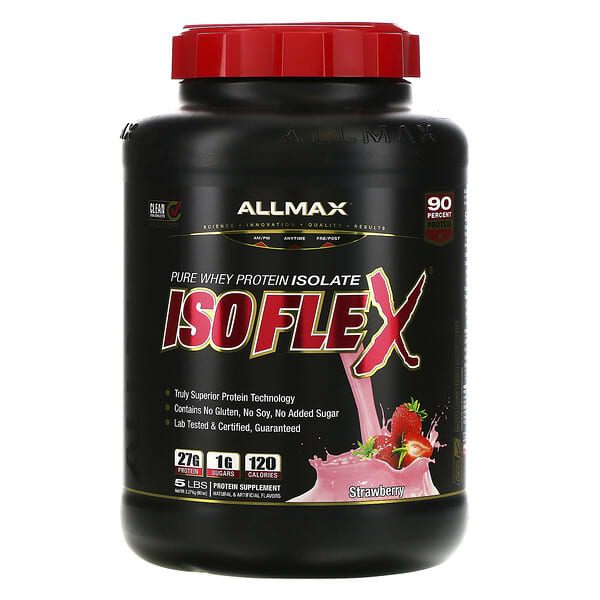 ALLMAX
CLEAN
90
PERCENT
PROTEIN
ALLMAX
SCIENCE • INNOVATION • QUALITY • RESULTS
AM/PM ANYTIME PRE/POST
PURE WHEY PROTEIN ISOLATE
ISOFLEX
• Truly Superior Protein Technology
• Contains No Gluten, No Soy, No Added Sugar
• Lab Tested & Certified, Guaranteed
27G PROTEIN
1G SUGARS
120 CALORIES
Strawberry
5 LBS PROTEIN SUPPLEMENT
NATURAL & ARTIFICIAL FLAVORS